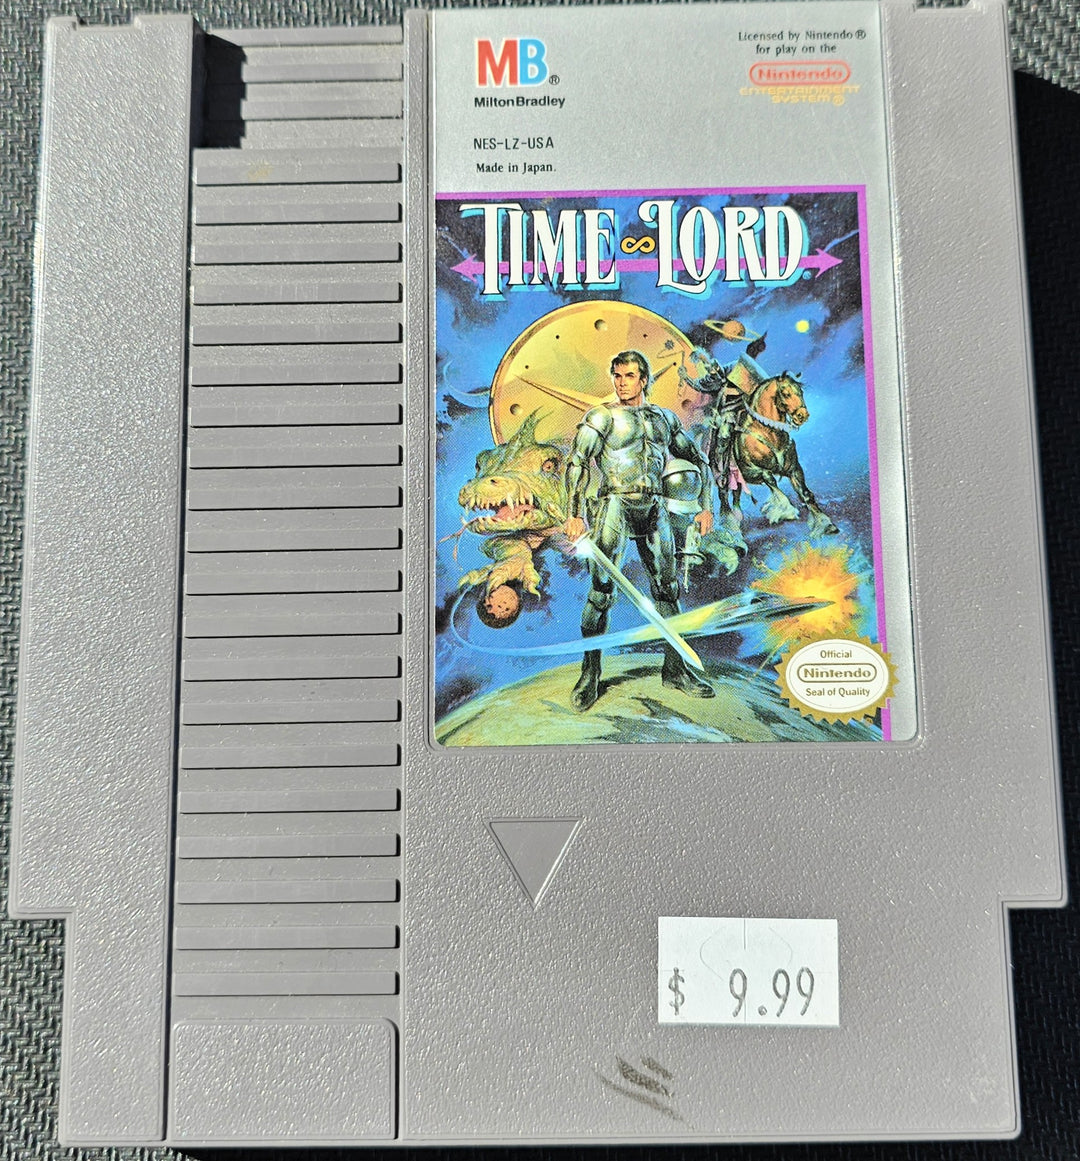 MB®
MiltonBradley
NES-LZ-USA
Made in Japan.
Licensed by Nintendo®
for play on the
Nintendo
ENTERTAINMENT
SYSTEM®
TIME ∞ LORD®
Official
Nintendo
Seal of Quality
$ 9.99